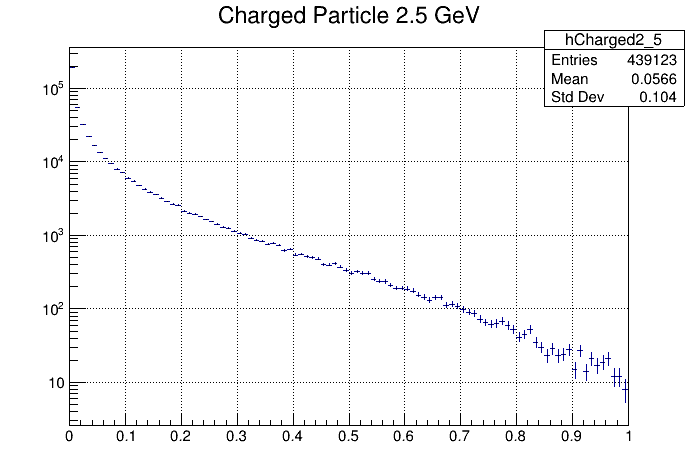 Charged Particle 2.5 GeV
hCharged2_5
Entries 439123
Mean 0.0566
Std Dev 0.104
10⁵
10⁴
10³
10²
10
0 0.1 0.2 0.3 0.4 0.5 0.6 0.7 0.8 0.9 1